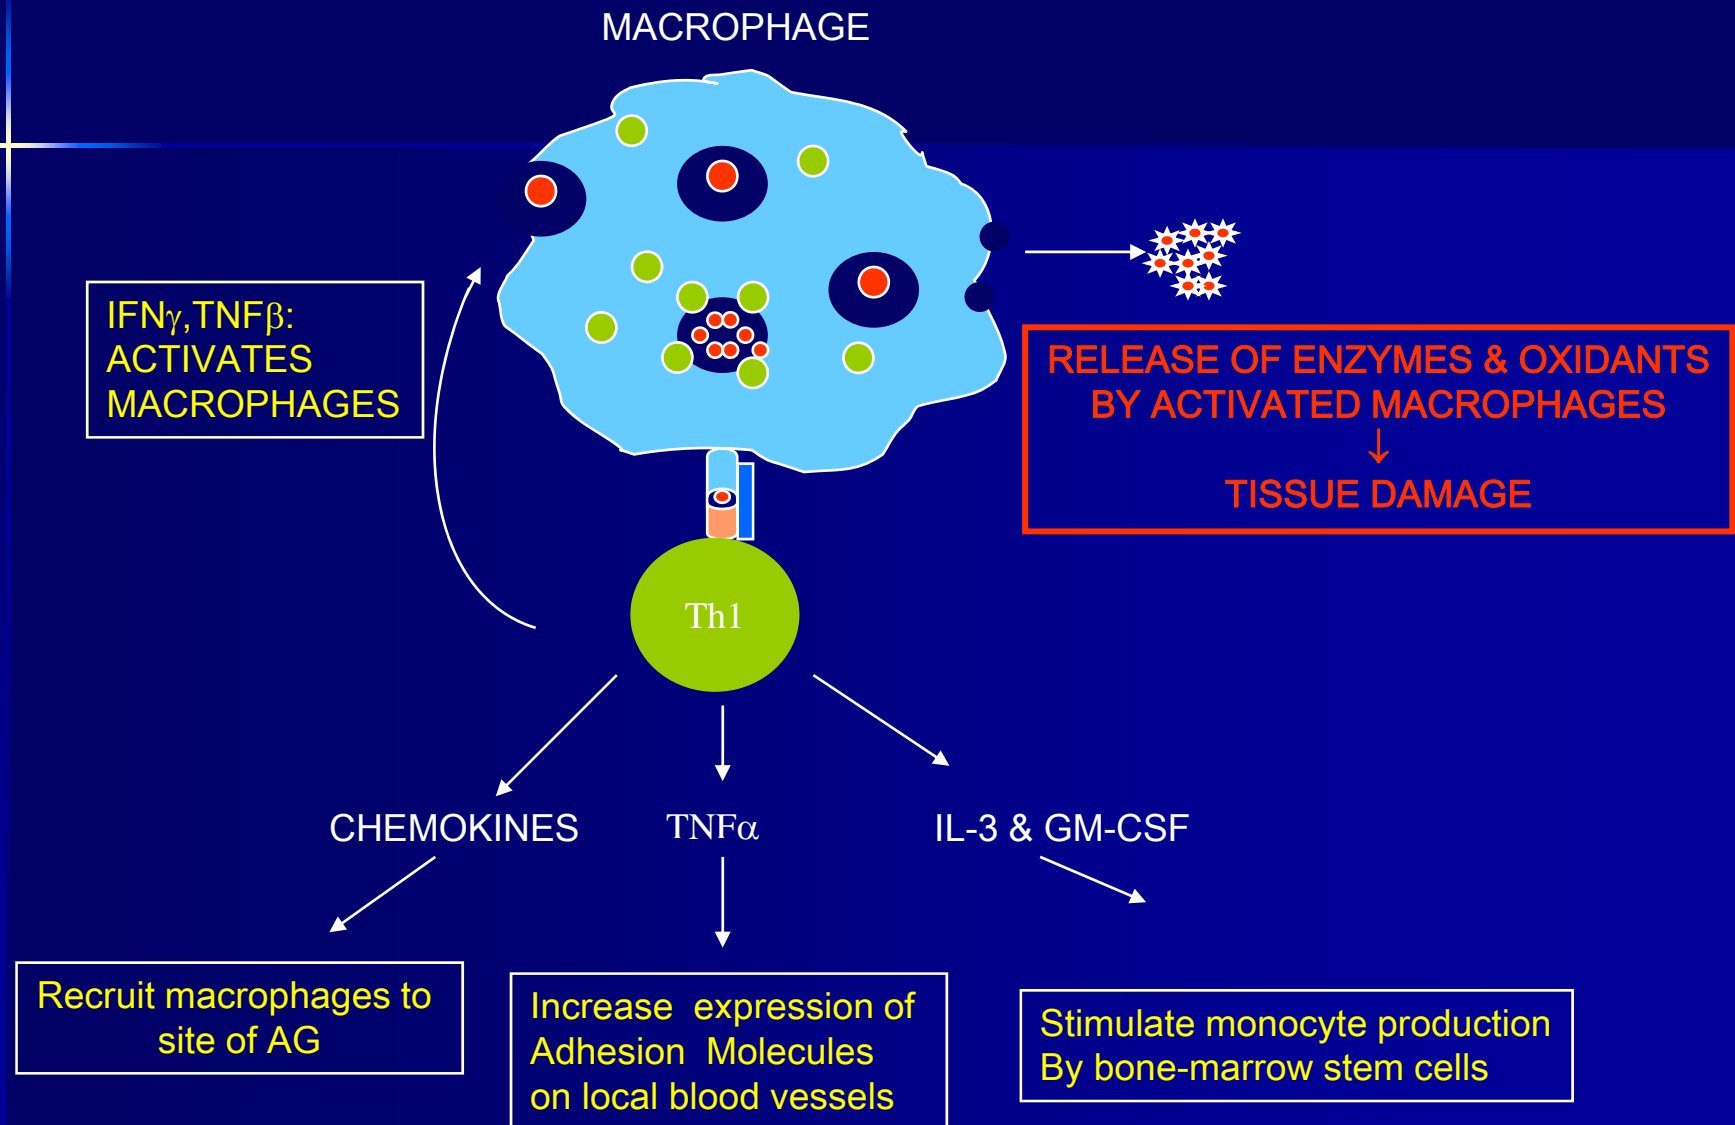 MACROPHAGE
IFNγ,TNFβ:
ACTIVATES
MACROPHAGES
RELEASE OF ENZYMES & OXIDANTS
BY ACTIVATED MACROPHAGES
↓
TISSUE DAMAGE
Th1
CHEMOKINES
TNFα
IL-3 & GM-CSF
Recruit macrophages to
site of AG
Increase expression of
Adhesion Molecules
on local blood vessels
Stimulate monocyte production
By bone-marrow stem cells